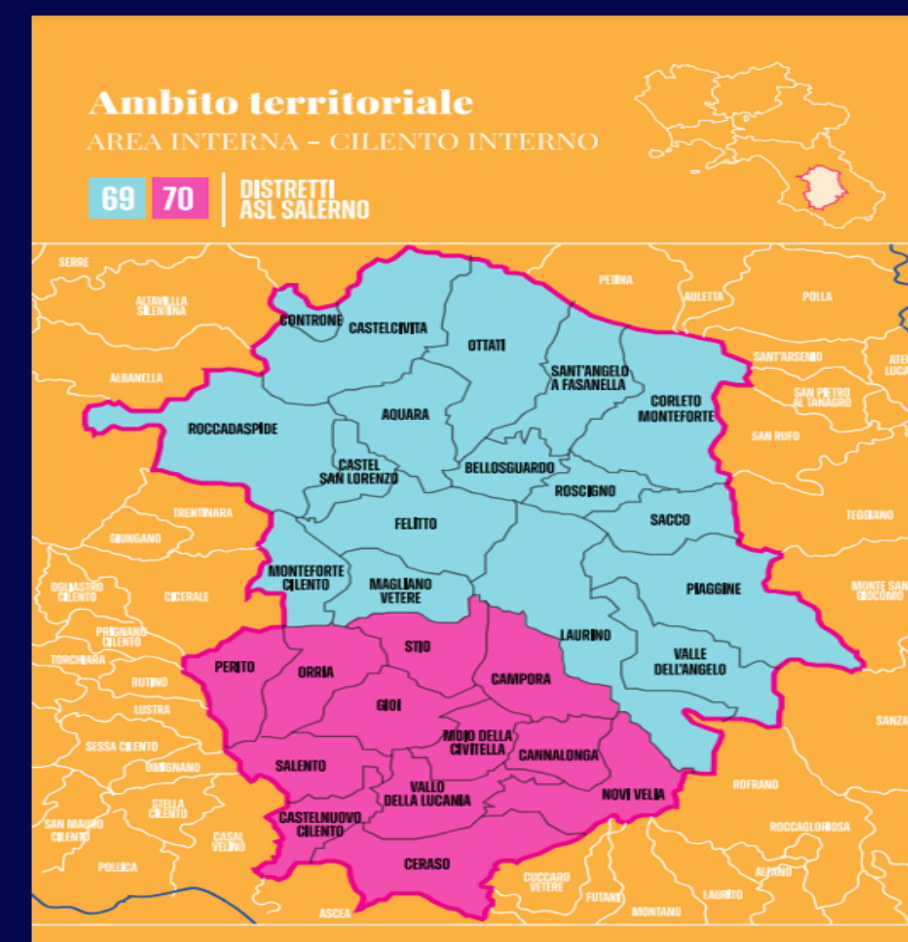 Ambito territoriale
AREA INTERNA – CILENTO INTERNO
69 70
DISTRETTI
ASL SALERNO
SERRE
PETINA
ALTAVILLA
SILENTINA
AULETTA
POLLA
CONTRONE
CASTELCIVITA
OTTATI
SANT'ARSENIO
ALBANELLA
SANT'ANGELO
A FASANELLA
SAN PIETRO
AL TANAGRO
CORLETO
MONTEFORTE
AQUARA
ROCCADASPIDE
SAN RUFO
CASTEL
SAN LORENZO
BELLOSGUARDO
ROSCIGNO
TRENTINARA
FELITTO
SACCO
TEGGIANO
GIUNGANO
MONTEFORTE
CILENTO
MAGLIANO
VETERE
PIAGGINE
MONTE SAN
GIOCOMO
OGLIASTRO
CILENTO
CICERALE
PRIGNANO
CILENTO
LAURINO
STIO
VALLE
DELL'ANGELO
TORCHIARA
PERITO
ORRIA
CAMPORA
RUTINO
LUSTRA
GIOI
SANZA
MOIO DELLA
CIVITELLA
SESSA CILENTO
CANNALONGA
OMIGNANO
SALENTO
ROFRANO
VALLO
DELLA LUCANIA
NOVI VELIA
STELLA
CILENTO
CASTELNUOVO
CILENTO
SAN MAURO
CILENTO
ROCCAGLORIOSA
CASAL
VELINO
POLLICA
CERASO
ALFANO
CUCCARO
VETERE
FUTANI
LAURITO
MONTANO
ASCEA